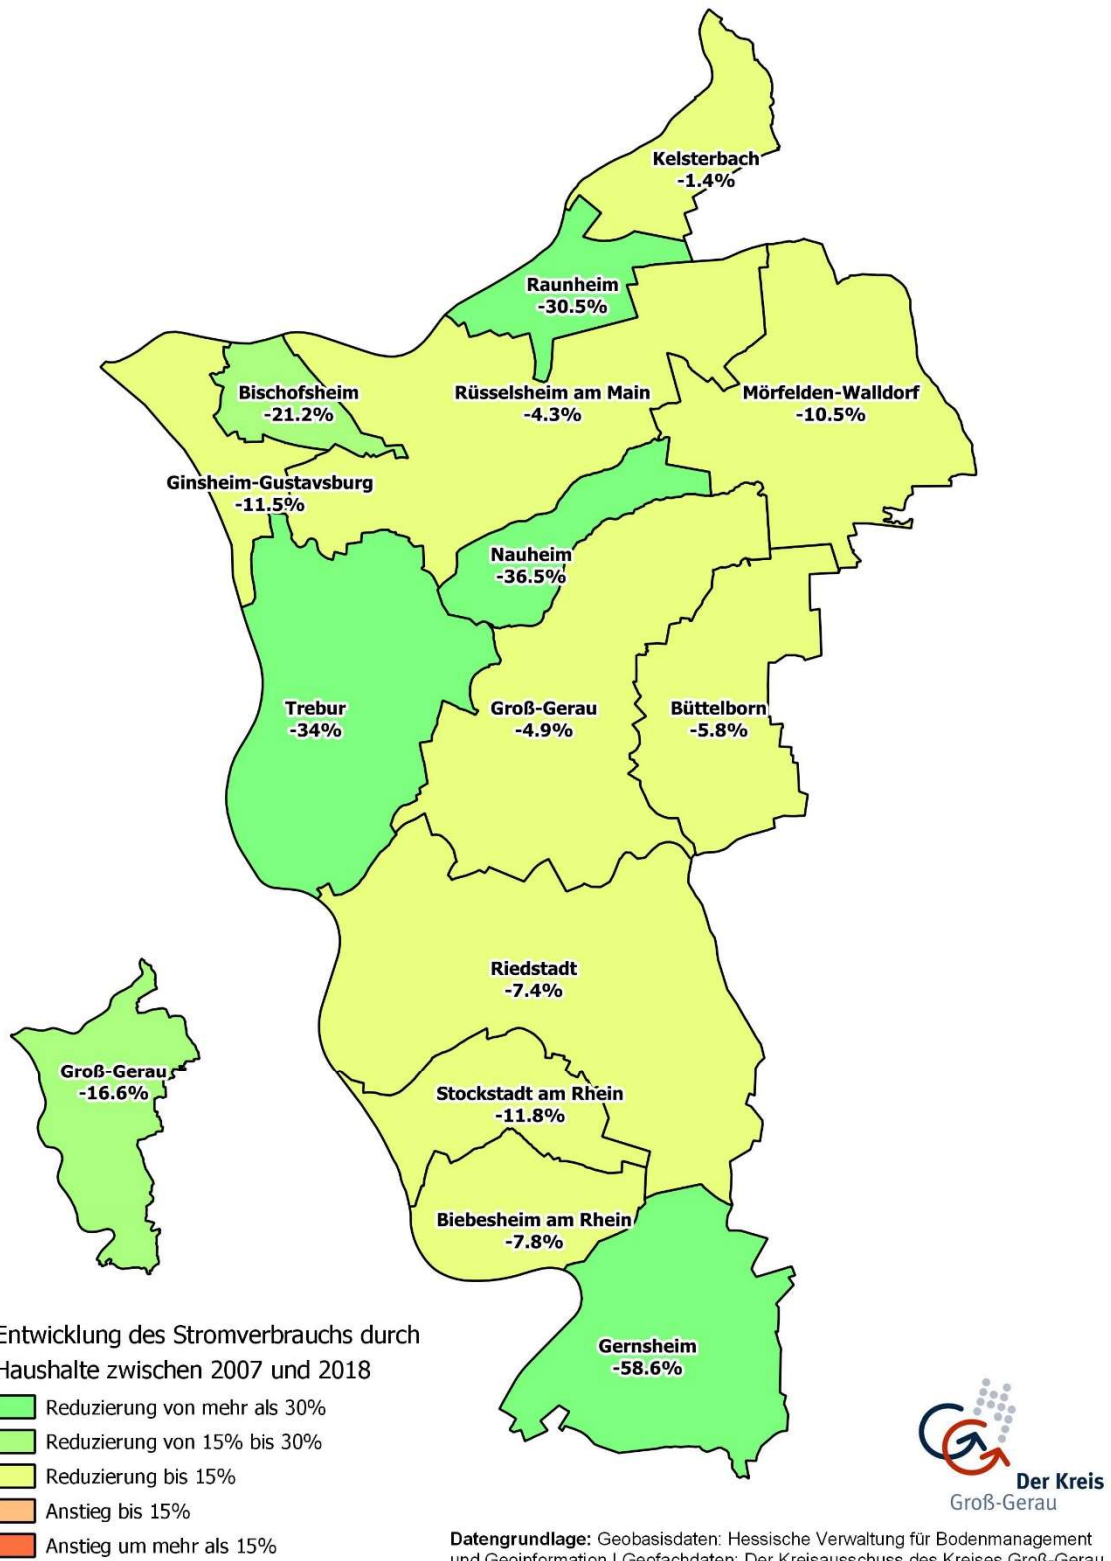 Kelsterbach
-1.4%
Raunheim
-30.5%
Bischofsheim
-21.2%
Rüsselsheim am Main
-4.3%
Mörfelden-Walldorf
-10.5%
Ginsheim-Gustavsburg
-11.5%
Nauheim
-36.5%
Trebur
-34%
Groß-Gerau
-4.9%
Büttelborn
-5.8%
Riedstadt
-7.4%
Groß-Gerau
-16.6%
Stockstadt am Rhein
-11.8%
Biebesheim am Rhein
-7.8%
Gernsheim
-58.6%
Entwicklung des Stromverbrauchs durch
Haushalte zwischen 2007 und 2018
Reduzierung von mehr als 30%
Reduzierung von 15% bis 30%
Reduzierung bis 15%
Anstieg bis 15%
Anstieg um mehr als 15%
Der Kreis
Groß-Gerau
Datengrundlage: Geobasisdaten: Hessische Verwaltung für Bodenmanagement
und Geoinformation | Geofachdaten: Der Kreisausschuss des Kreises Groß-Gerau